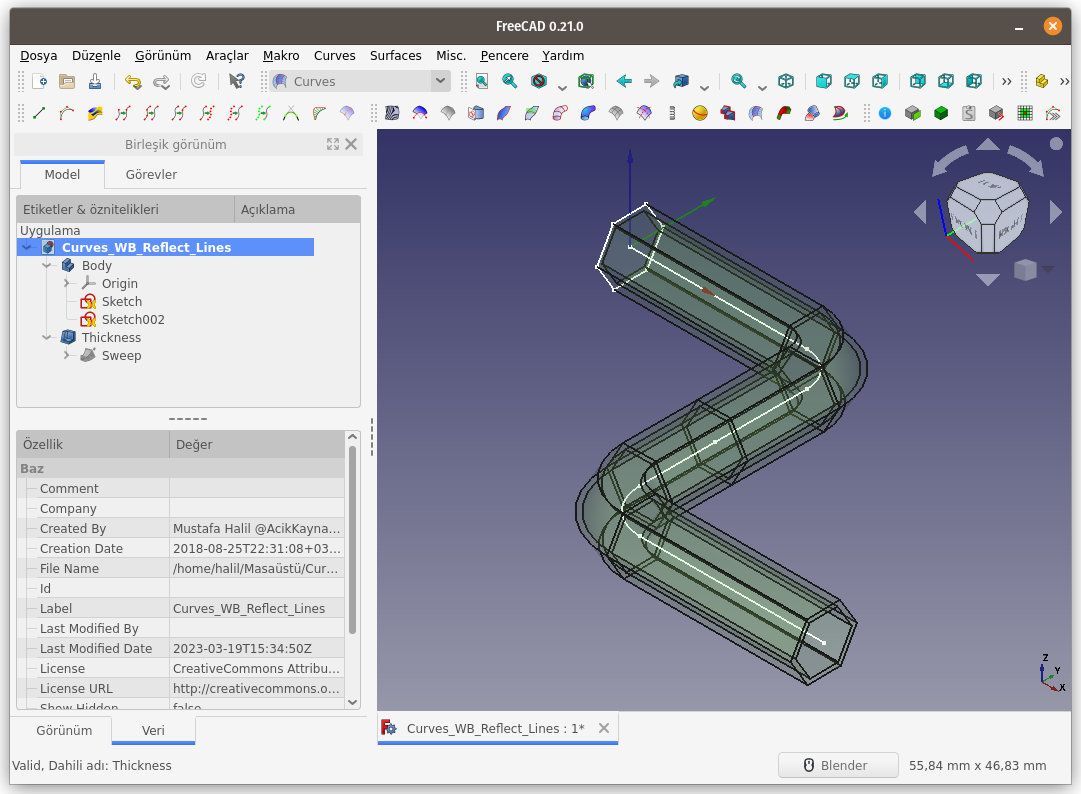 FreeCAD 0.21.0
Dosya Düzenle Görünüm Araçlar Makro Curves Surfaces Misc. Pencere Yardım
Curves
Birleşik görünüm
Model Görevler
Etiketler & öznitelikleri Açıklama
Uygulama
Curves_WB_Reflect_Lines
Body
Origin
Sketch
Sketch002
Thickness
Sweep
Özellik Değer
Baz
Comment
Company
Created By Mustafa Halil @AcikKayna...
Creation Date 2018-08-25T22:31:08+03...
File Name /home/halil/Masaüstü/Cur...
Id
Label Curves_WB_Reflect_Lines
Last Modified By
Last Modified Date 2023-03-19T15:34:50Z
License CreativeCommons Attribu...
License URL http://creativecommons.o...
Show Hidden false
Görünüm Veri
TOP
Z
Y
X
Curves_WB_Reflect_Lines : 1*
Valid, Dahili adı: Thickness
Blender 55,84 mm x 46,83 mm